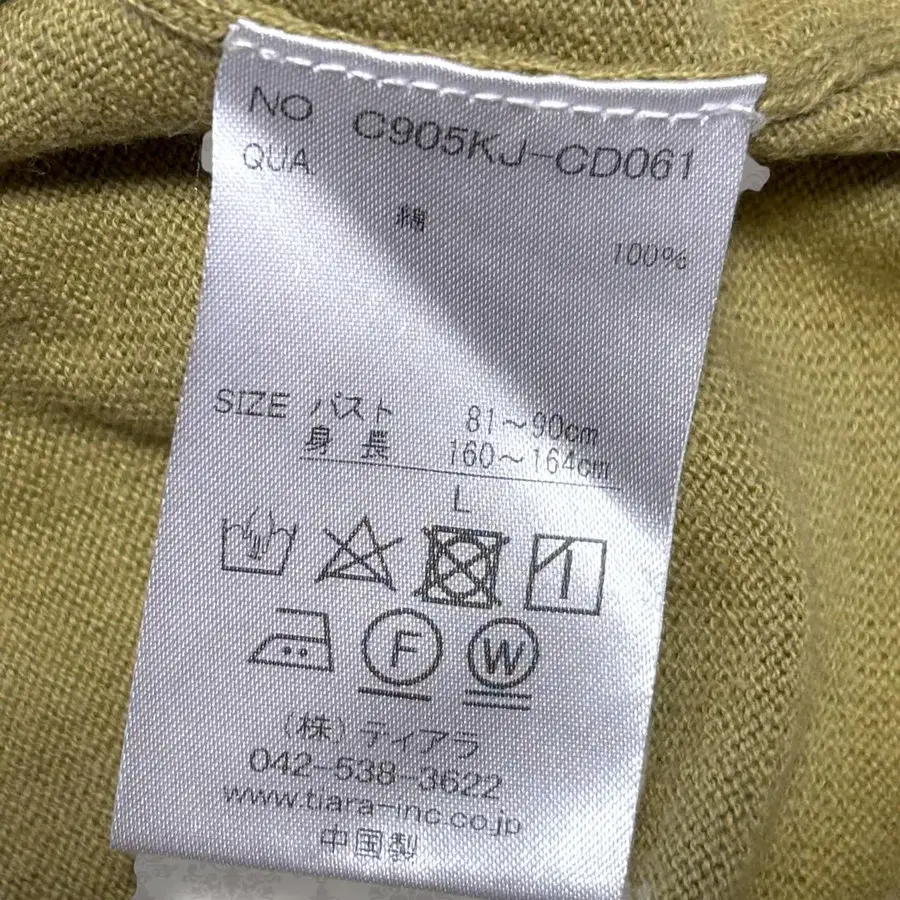 NO C905KJ-CD061
QUA.
綿 100%
SIZE バスト 81～90cm
身長 160～164cm
L
F W
(株)ティアラ
042-538-3622
www.tiara-inc.co.jp
中国製